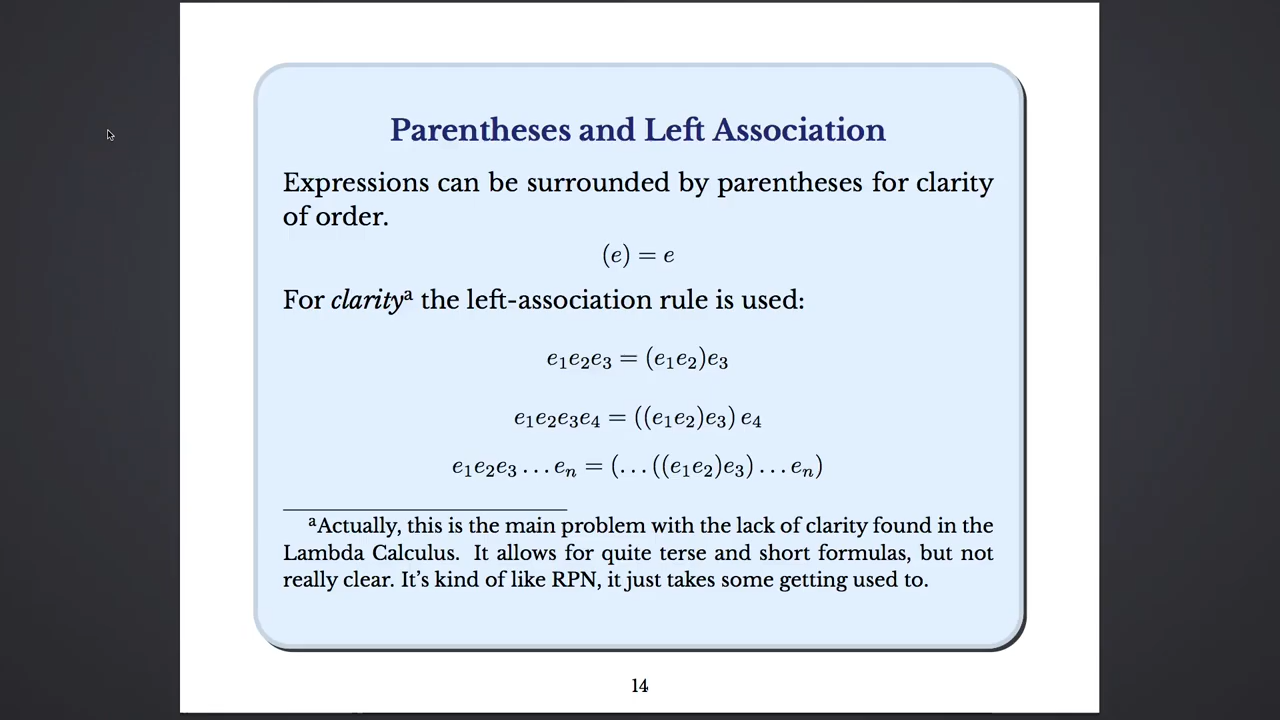 Parentheses and Left Association
Expressions can be surrounded by parentheses for clarity
of order.
(e) = e
For clarityᵃ the left-association rule is used:
e₁e₂e₃ = (e₁e₂)e₃
e₁e₂e₃e₄ = ((e₁e₂)e₃) e₄
e₁e₂e₃ ... eₙ = (... ((e₁e₂)e₃) ... eₙ)
ᵃActually, this is the main problem with the lack of clarity found in the
Lambda Calculus. It allows for quite terse and short formulas, but not
really clear. It's kind of like RPN, it just takes some getting used to.
14